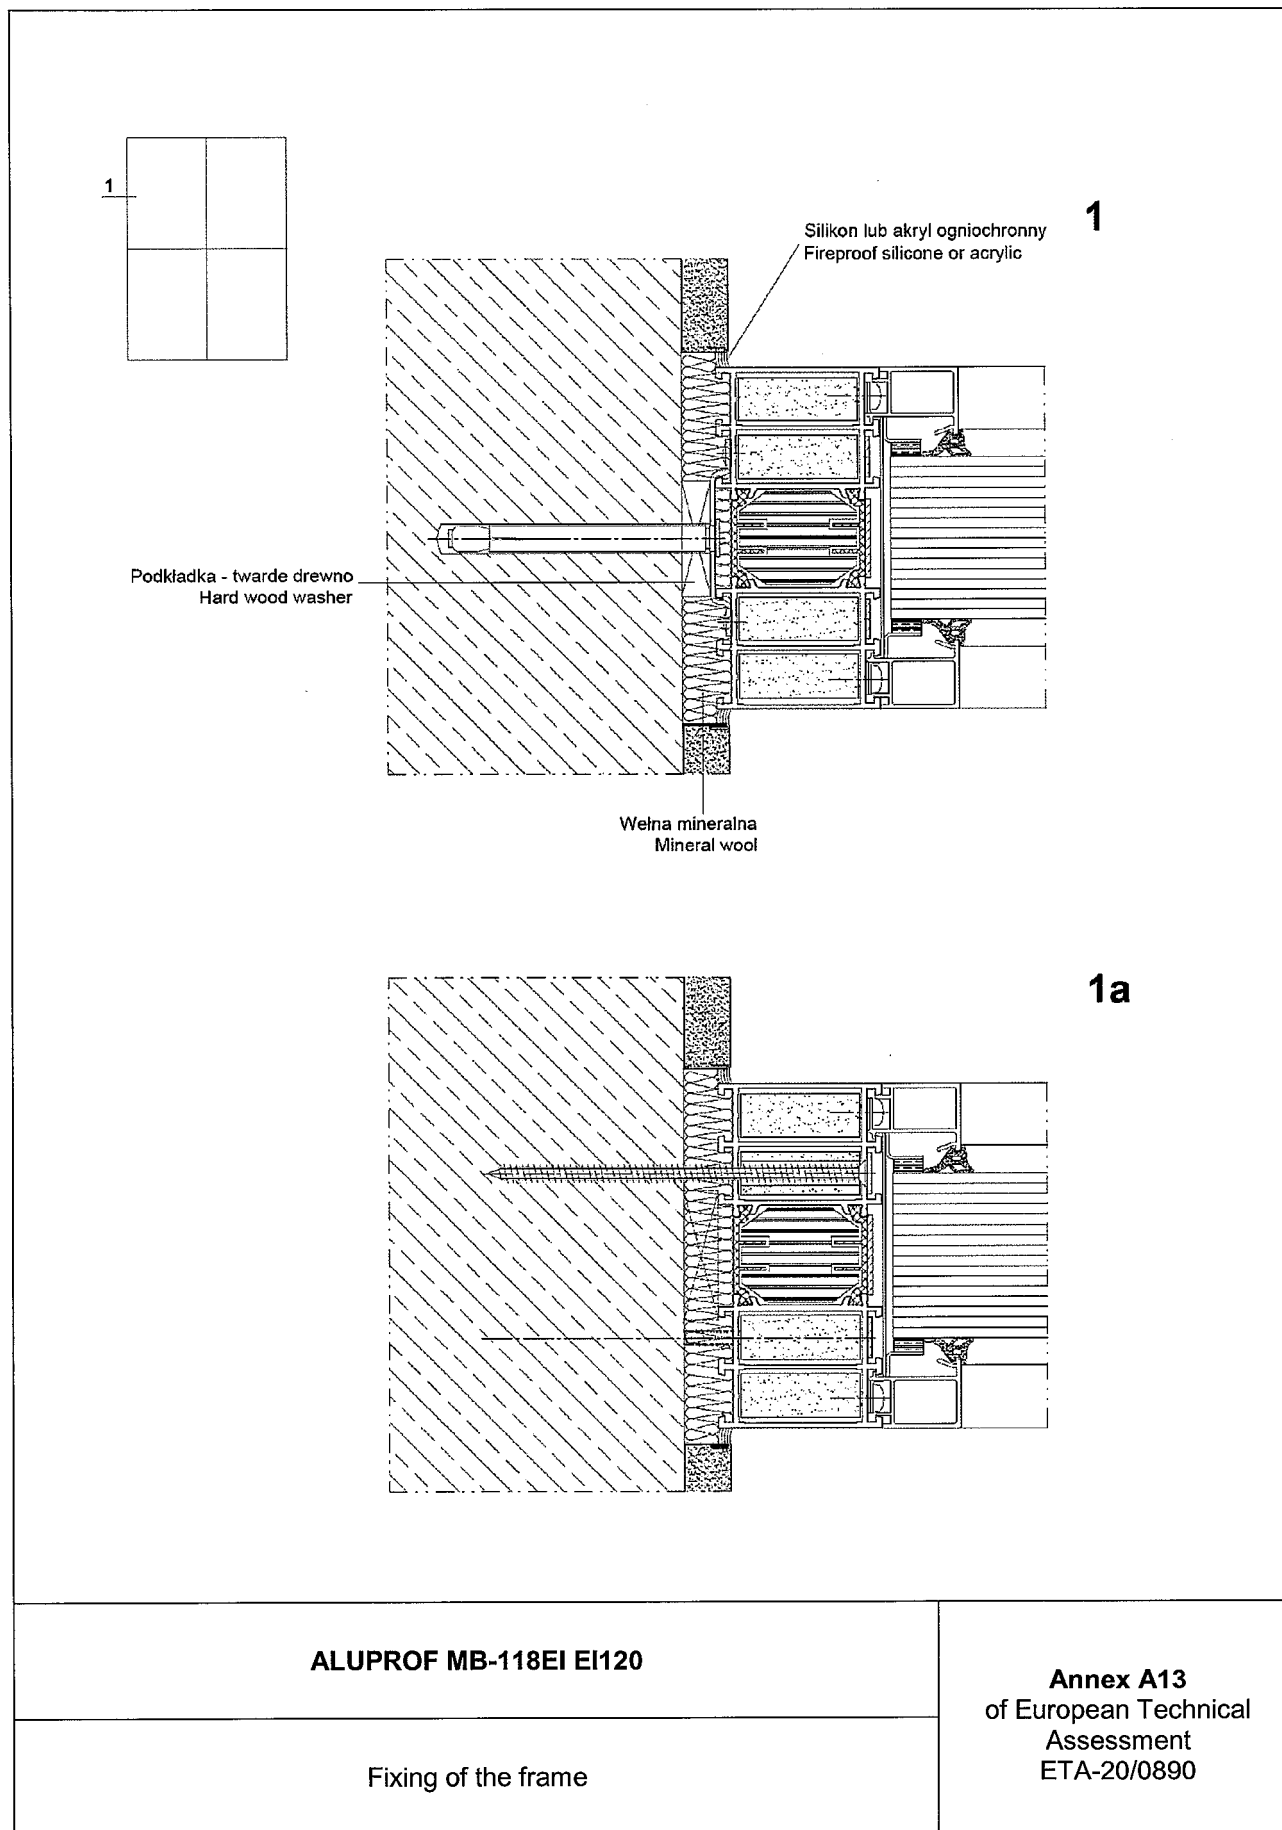 1
1
Silikon lub akryl ogniochronny
Fireproof silicone or acrylic
Podkładka - twarde drewno
Hard wood washer
Wełna mineralna
Mineral wool
1a
ALUPROF MB-118EI EI120
Fixing of the frame
Annex A13
of European Technical
Assessment
ETA-20/0890